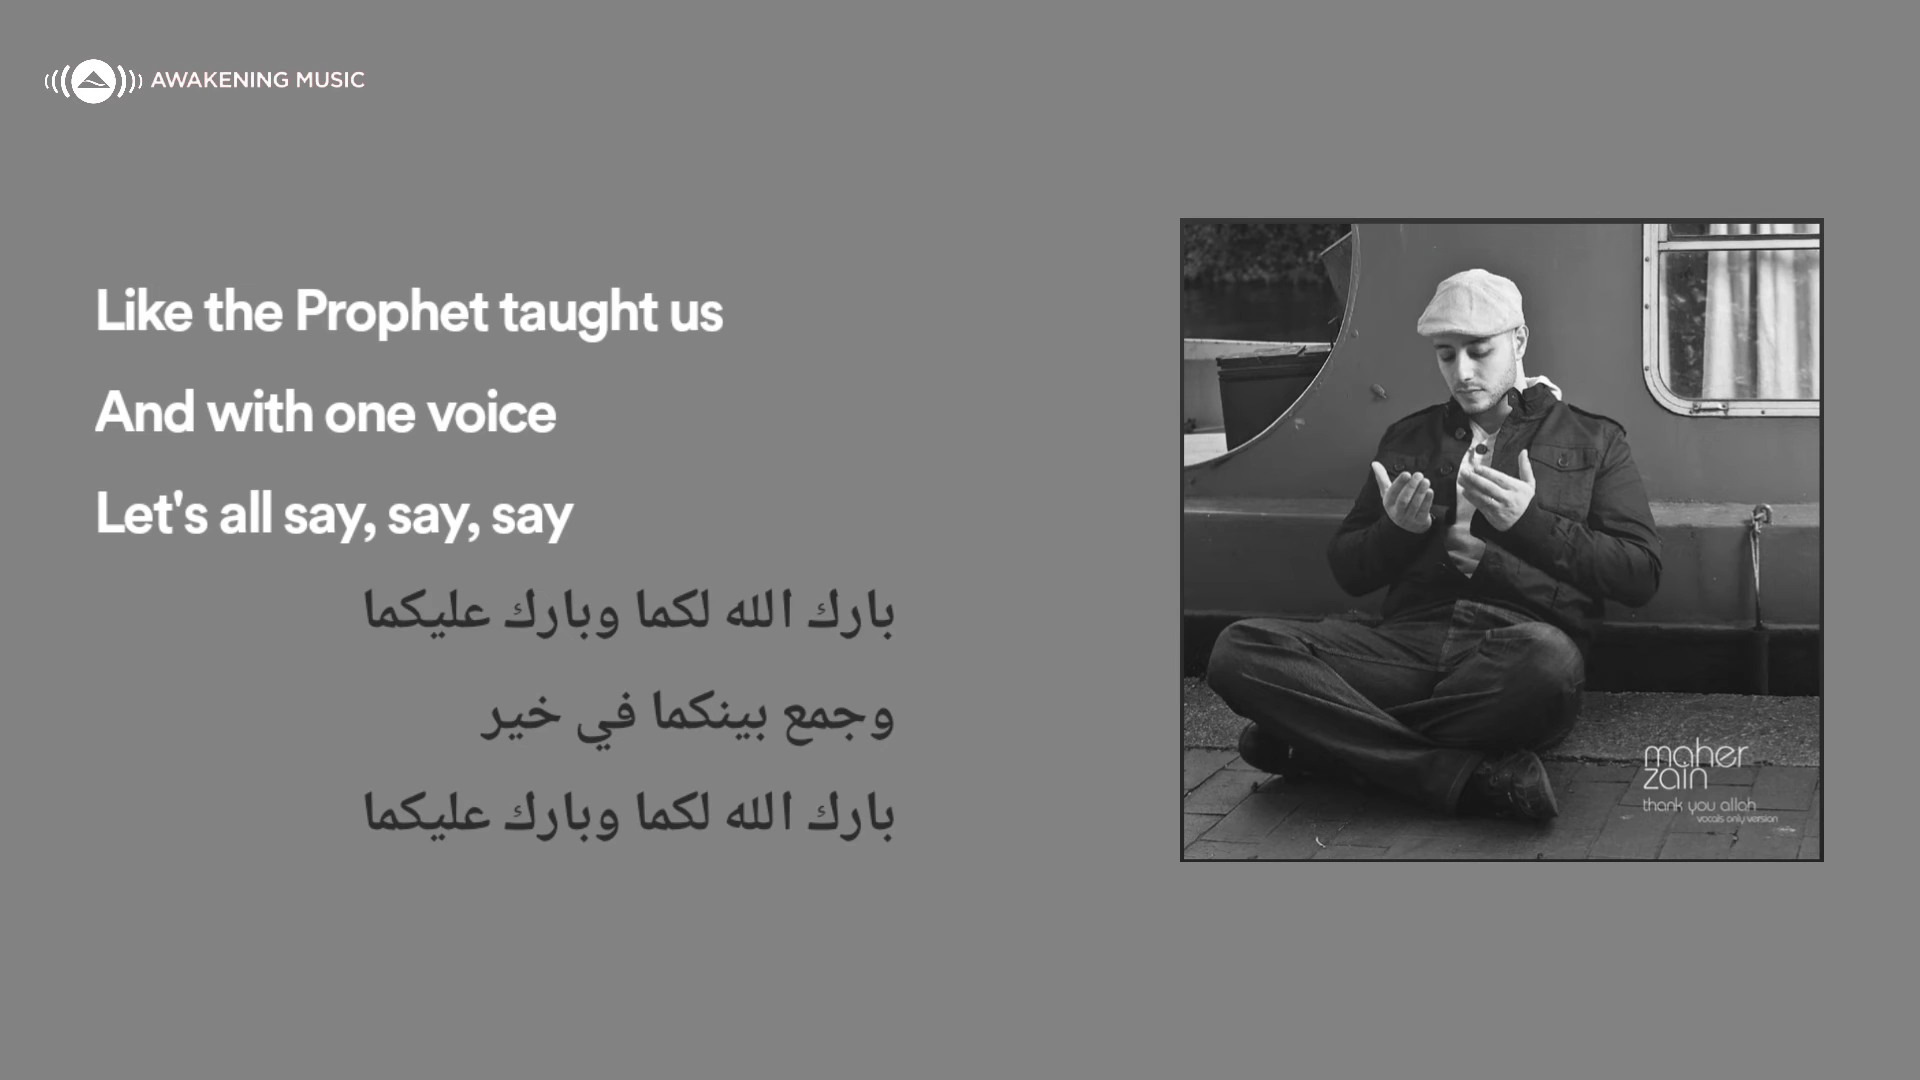 AWAKENING MUSIC
Like the Prophet taught us
And with one voice
Let's all say, say, say
بارك الله لكما وبارك عليكما
وجمع بينكما في خير
بارك الله لكما وبارك عليكما
maher
zain
thank you allah
vocals only version